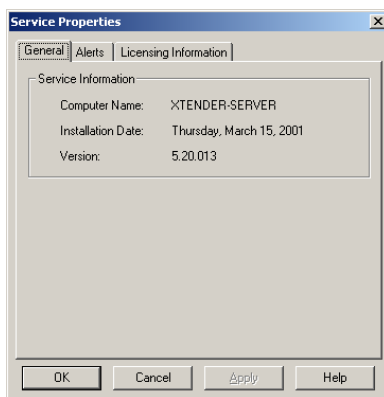 Service Properties
General Alerts Licensing Information
Service Information
Computer Name: XTENDER-SERVER
Installation Date: Thursday, March 15, 2001
Version: 5.20.013
OK Cancel Apply Help